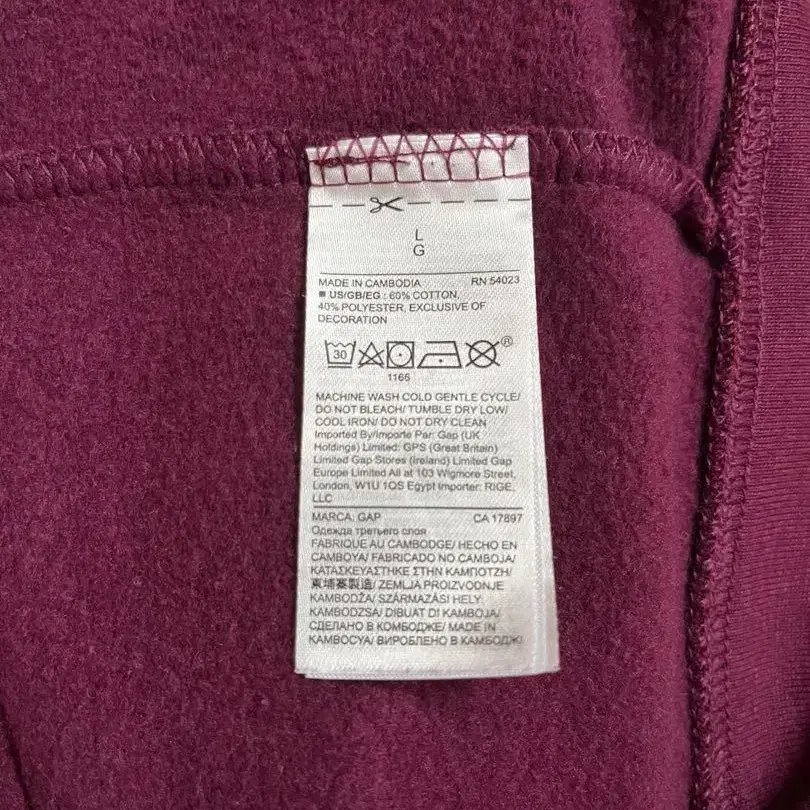 L
G
MADE IN CAMBODIA RN 54023
US/GB/EG : 60% COTTON,
40% POLYESTER, EXCLUSIVE OF
DECORATION
30 ®
1166
MACHINE WASH COLD GENTLE CYCLE/
DO NOT BLEACH/ TUMBLE DRY LOW/
COOL IRON/ DO NOT DRY CLEAN
Imported By/Importe Par: Gap (UK
Holdings) Limited: GPS (Great Britain)
Limited Gap Stores (Ireland) Limited Gap
Europe Limited All at 103 Wigmore Street,
London, W1U 1QS Egypt Importer: RIGE,
LLC
MARCA: GAP CA 17897
Одежда третьего слоя
FABRIQUE AU CAMBODGE/ HECHO EN
CAMBOYA/ FABRICADO NO CAMBOJA/
ΚΑΤΑΣΚΕΥΑΣΤΗΚΕ ΣΤΗΝ ΚΑΜΠΟΤΖΗ/
柬埔寨製造/ ZEMLJA PROIZVODNJE
KAMBODŽA/ SZÁRMAZÁSI HELY
KAMBODZSA/ DIBUAT DI KAMBOJA/
СДЕЛАНО В КОМБОДЖЕ/ MADE IN
KAMBOCYA/ ВИРОБЛЕНО В КАМБОДЖІ